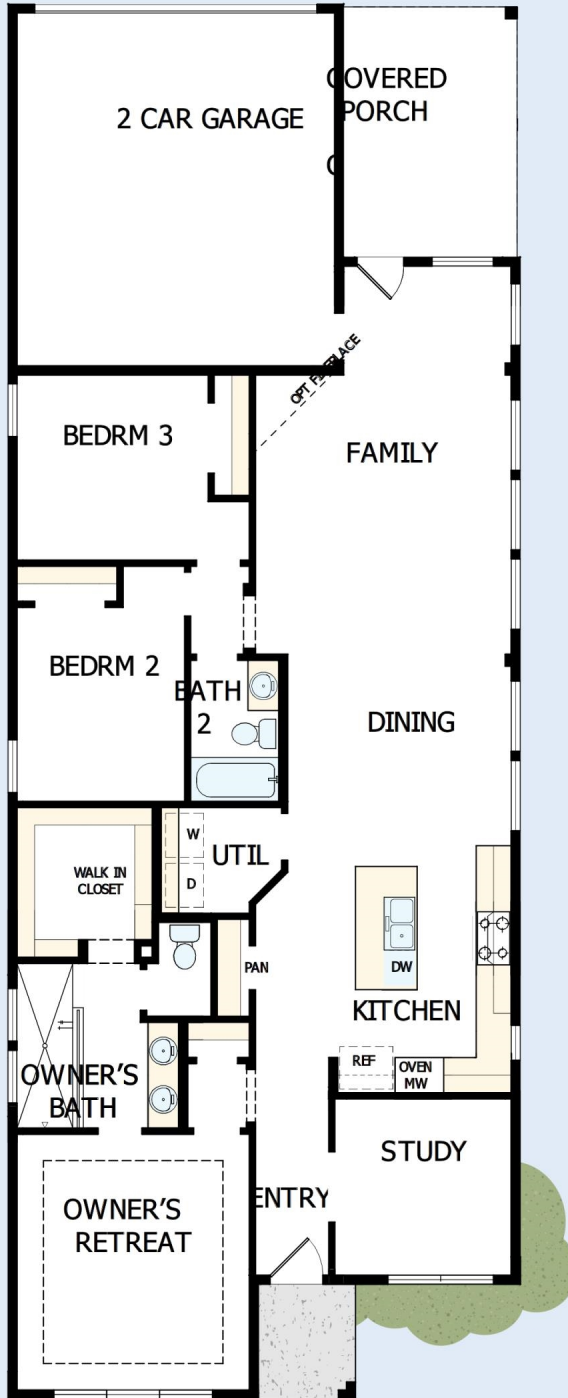 2 CAR GARAGE
COVERED
PORCH
C
OPT FIREPLACE
BEDRM 3
FAMILY
BEDRM 2
BATH
2
DINING
W
D
UTIL
WALK IN
CLOSET
PAN
DW
KITCHEN
REF
OVEN
MW
OWNER'S
BATH
STUDY
ENTRY
OWNER'S
RETREAT